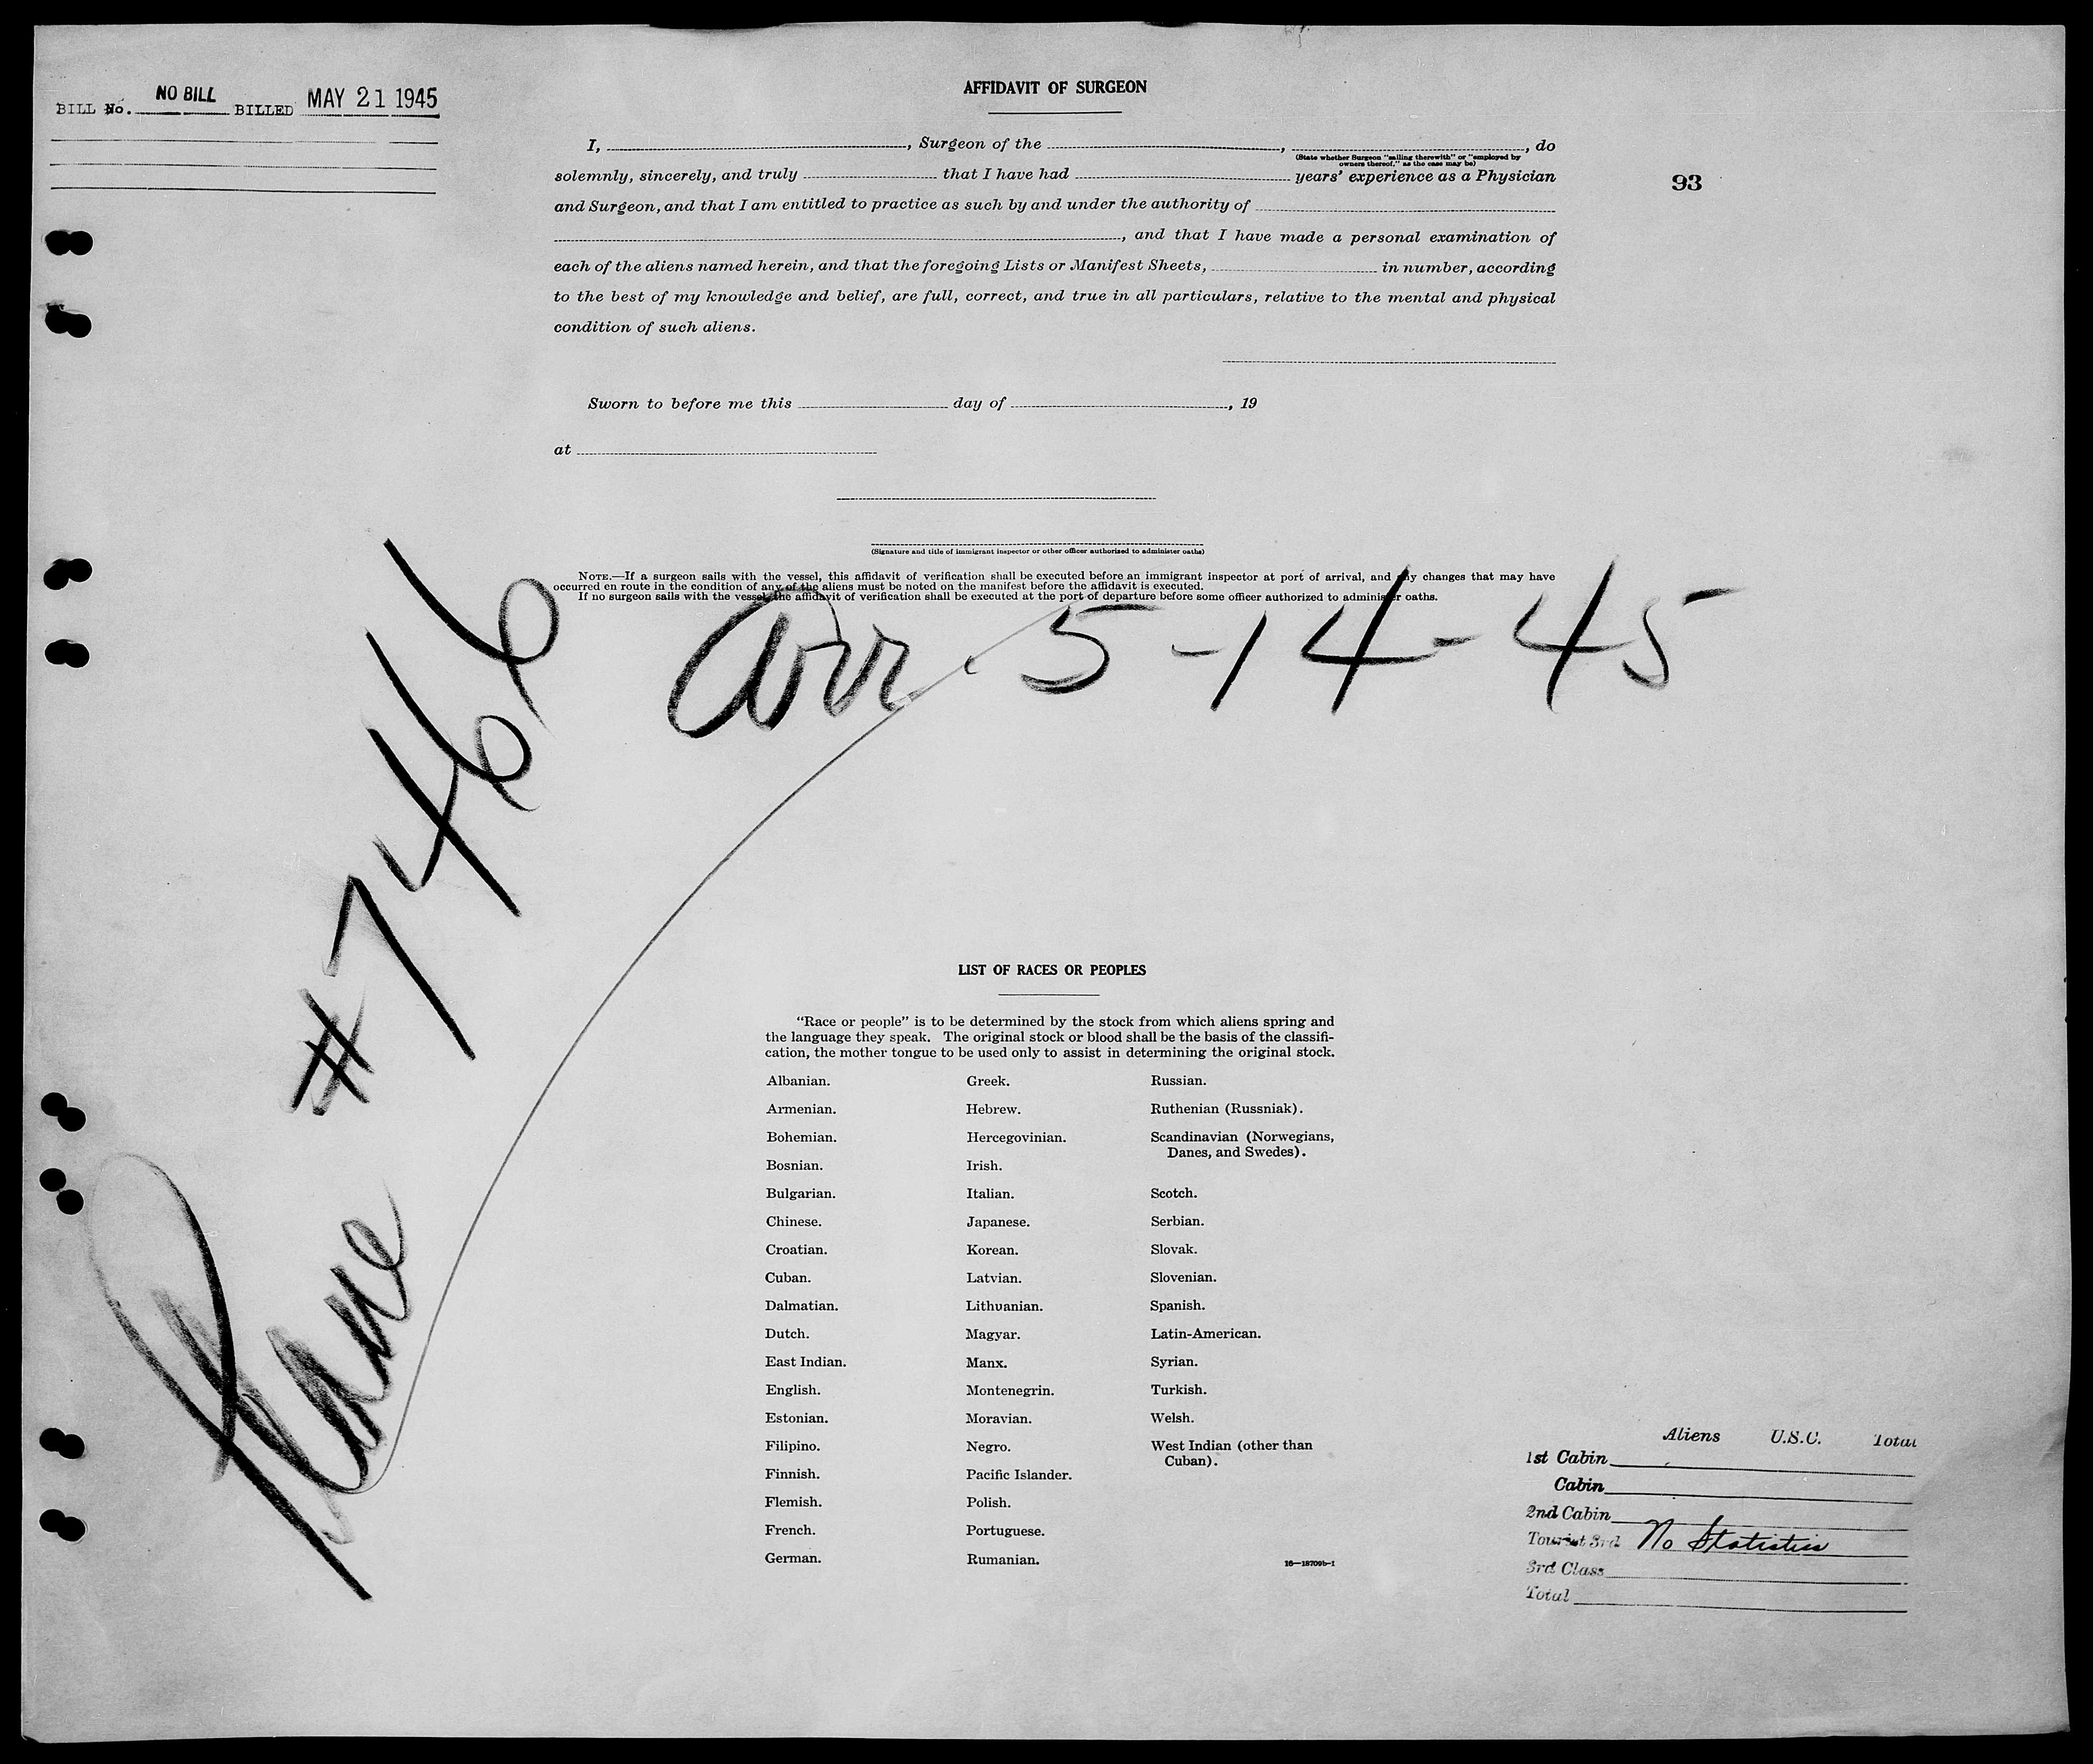 BILL No. NO BILL BILLED MAY 21 1945
AFFIDAVIT OF SURGEON
I, , Surgeon of the , , do
(State whether Surgeon "sailing therewith" or "employed by
owners thereof," as the case may be)
solemnly, sincerely, and truly that I have had years' experience as a Physician
93
and Surgeon, and that I am entitled to practice as such by and under the authority of
, and that I have made a personal examination of
each of the aliens named herein, and that the foregoing Lists or Manifest Sheets, in number, according
to the best of my knowledge and belief, are full, correct, and true in all particulars, relative to the mental and physical
condition of such aliens.
Sworn to before me this day of , 19
at
(Signature and title of immigrant inspector or other officer authorized to administer oaths)
NOTE.—If a surgeon sails with the vessel, this affidavit of verification shall be executed before an immigrant inspector at port of arrival, and any changes that may have
occurred en route in the condition of any of the aliens must be noted on the manifest before the affidavit is executed.
If no surgeon sails with the vessel, the affidavit of verification shall be executed at the port of departure before some officer authorized to administer oaths.
Arr. 5-14-45
Plane #7466
LIST OF RACES OR PEOPLES
"Race or people" is to be determined by the stock from which aliens spring and
the language they speak. The original stock or blood shall be the basis of the classifi-
cation, the mother tongue to be used only to assist in determining the original stock.
Albanian.
Armenian.
Bohemian.
Bosnian.
Bulgarian.
Chinese.
Croatian.
Cuban.
Dalmatian.
Dutch.
East Indian.
English.
Estonian.
Filipino.
Finnish.
Flemish.
French.
German.
Greek.
Hebrew.
Hercegovinian.
Irish.
Italian.
Japanese.
Korean.
Latvian.
Lithuanian.
Magyar.
Manx.
Montenegrin.
Moravian.
Negro.
Pacific Islander.
Polish.
Portuguese.
Rumanian.
Russian.
Ruthenian (Russniak).
Scandinavian (Norwegians,
Danes, and Swedes).
Scotch.
Serbian.
Slovak.
Slovenian.
Spanish.
Latin-American.
Syrian.
Turkish.
Welsh.
West Indian (other than
Cuban).
16—18709b-1
Aliens U.S.C. Total
1st Cabin
Cabin
2nd Cabin
Tourist 3rd No Statistics
3rd Class
Total